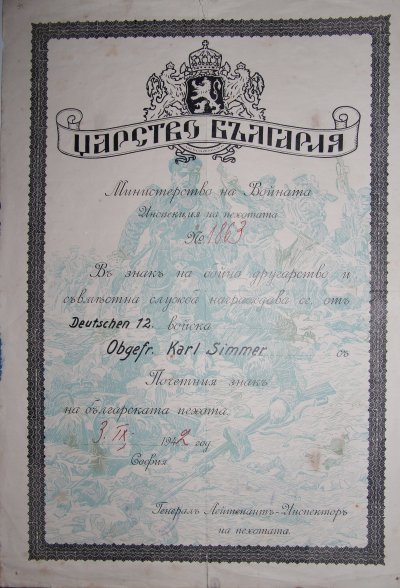 ЦАРСТВО БЪЛГАРИЯ
Министерство на Войната
Инспекция на пехотата
№ 1863
Въ знакъ на бойно другарство и
съвместна служба награждава се отъ
Deutschen 12. войска
Obgefr. Karl Simmer съ
Почетния знакъ
на българската пехота.
3. IX. 1942 год
София
Генералъ Лейтенантъ-Инспекторъ
на пехотата.